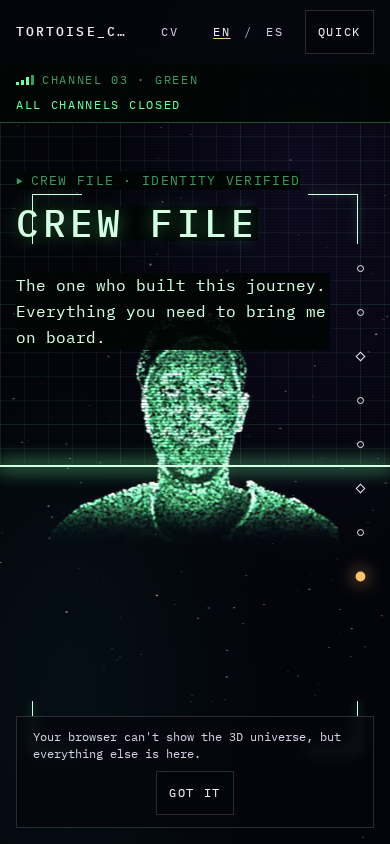 TORTOISE_C…
CV
EN / ES
QUICK
CHANNEL 03 · GREEN
ALL CHANNELS CLOSED
▸ CREW FILE · IDENTITY VERIFIED
CREW FILE
The one who built this journey.
Everything you need to bring me
on board.
Your browser can't show the 3D universe, but
everything else is here.
GOT IT